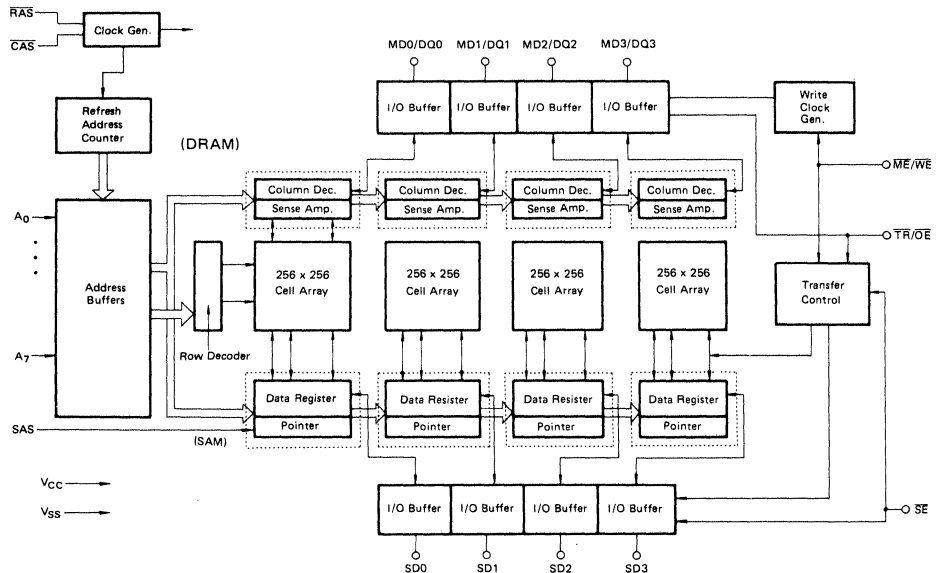 RAS
CAS
Clock Gen.
Refresh
Address
Counter
(DRAM)
MD0/DQ0 MD1/DQ1 MD2/DQ2 MD3/DQ3
I/O Buffer I/O Buffer I/O Buffer I/O Buffer
Write
Clock
Gen.
ME/WE
TR/OE
Column Dec. Column Dec. Column Dec. Column Dec.
Sense Amp. Sense Amp. Sense Amp. Sense Amp.
A0
A7
Address
Buffers
256 x 256 256 x 256 256 x 256 256 x 256
Cell Array Cell Array Cell Array Cell Array
Transfer
Control
Row Decoder
Data Register Data Resister Data Resister Data Register
Pointer Pointer Pointer Pointer
SAS
(SAM)
VCC
VSS
I/O Buffer I/O Buffer I/O Buffer I/O Buffer
SE
SD0 SD1 SD2 SD3